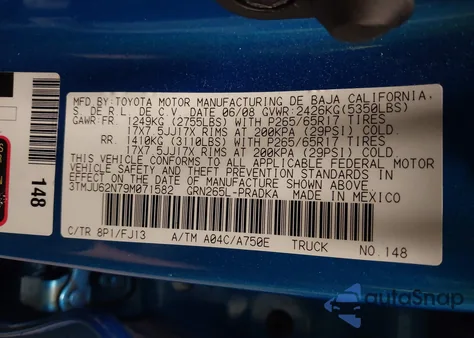 MFD BY: TOYOTA MOTOR MANUFACTURING DE BAJA CALIFORNIA,
S. DE R.L. DE C.V. DATE 06/08 GVWR: 2426KG(5350LBS)
GAWR:FR. 1249KG (2755LBS) WITH P265/65R17 TIRES
17X7.5JJ17X RIMS AT 200KPA (29PSI) COLD
RR. 1410KG (3110LBS) WITH P265/65R17 TIRES
17X7.5JJ17X RIMS AT 200KPA (29PSI) COLD
THIS VEHICLE CONFORMS TO ALL APPLICABLE FEDERAL MOTOR
VEHICLE SAFETY, BUMPER AND THEFT PREVENTION STANDARDS IN
EFFECT ON THE DATE OF MANUFACTURE SHOWN ABOVE.
3TMJU62N79M071582 GRN265L-PRADKA MADE IN MEXICO
C/TR 8P1/FJ13 A/TM A04C/A750E TRUCK NO.148
148
autoSnap